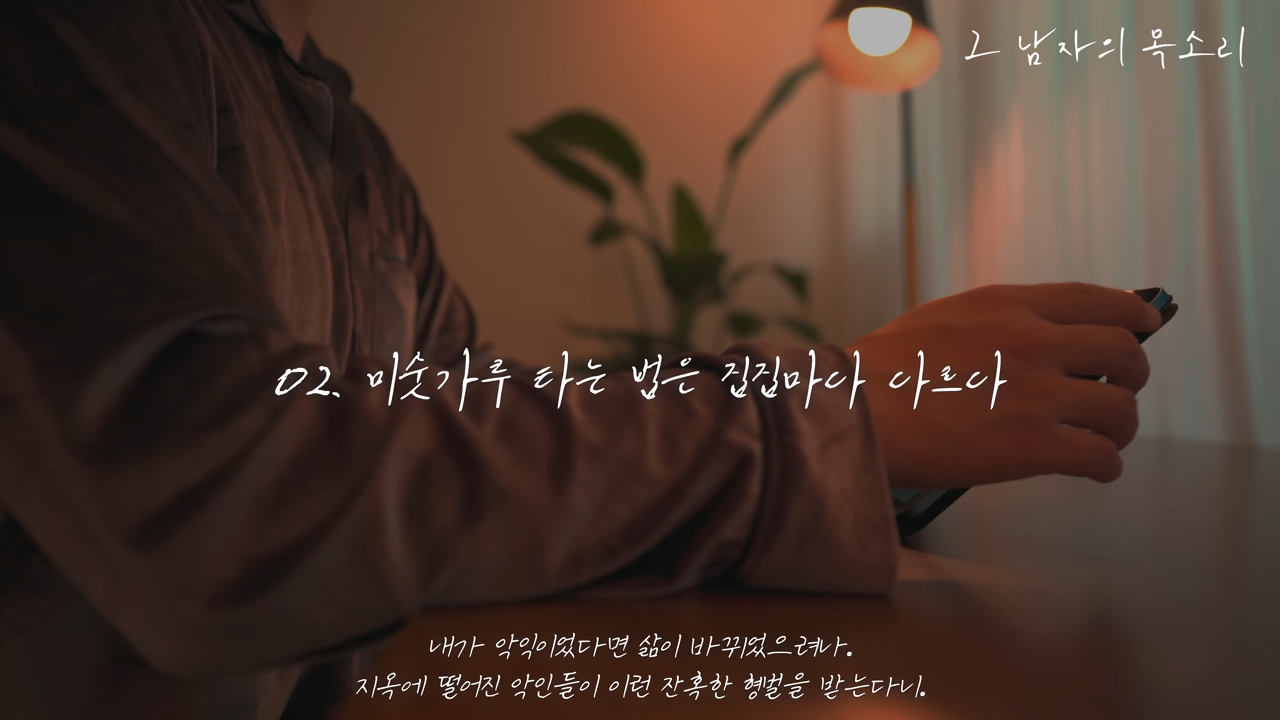 그 남자의 목소리
02. 미숫가루 타는 법은 집집마다 다르다
내가 악익이었다면 삶이 바뀌었으려나.
지옥에 떨어진 악인들이 이런 잔혹한 형벌을 받는다니.